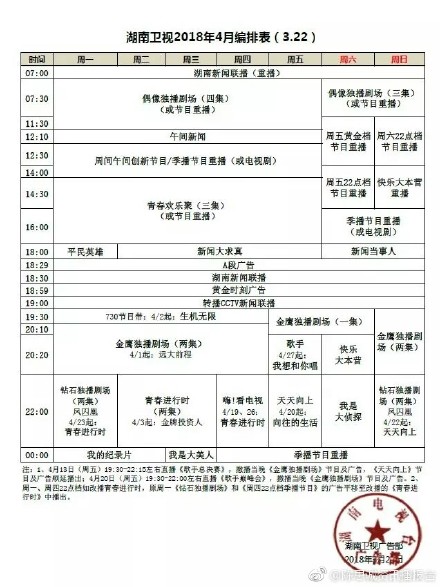 湖南卫视2018年4月编排表（3.22）
时间 周一 周二 周三 周四 周五 周六 周日
07:00 湖南新闻联播（重播）
07:30 偶像独播剧场（四集）
（或节目重播）
偶像独播剧场（三集）
（或节目重播）
11:30
12:10 午间新闻
周五黄金档
节目重播
周六22点档
节目重播
12:30 周间午间创新节目/季播节目重播（或电视剧）
14:00
14:30 青春欢乐聚（三集）
（或节目重播）
周五22点档
节目重播
快乐大本营
重播
16:00 季播节目重播
（或电视剧）
18:00 平民英雄 新闻大求真 新闻当事人
18:29 A段广告
18:30 湖南新闻联播
18:59 黄金时刻广告
19:00 转播CCTV新闻联播
19:30 730节目带：4/2起：生机无限
金鹰独播剧场（一集）
金鹰独播剧场
（两集）
20:10
20:20 金鹰独播剧场（两集）
4/1起：远大前程
歌手
4/27起：
我想和你唱
快乐
大本营
22:00 钻石独播剧场
（两集）
风囚凰
4/23起：
青春进行时
青春进行时
（两集）
4/3起：金牌投资人
嗨!看电视
4/19、26:
青春进行时
天天向上
4/20起：
向往的生活
我是
大侦探
钻石独播剧场
（两集）
风囚凰
4/22起：
天天向上
00:00 我的纪录片 我是大美人 季播节目重播
注：1、4月13日（周五）19:30-22:15左右直播《歌手总决赛》，撤播当晚《金鹰独播剧场》节目及广告，《天天向上》节
目及广告顺延播出；4月20日（周五）19:30-22:00左右直播《歌手巅峰会》，撤播当晚《金鹰独播剧场》节目及广告。2、
周一、周四22点档如改播青春进行时，原周一《钻石独播剧场》和《周四22点档季播节目》的广告平移至改播的《青春进
行时》中播出。
湖南电视台
湖南卫视广告部